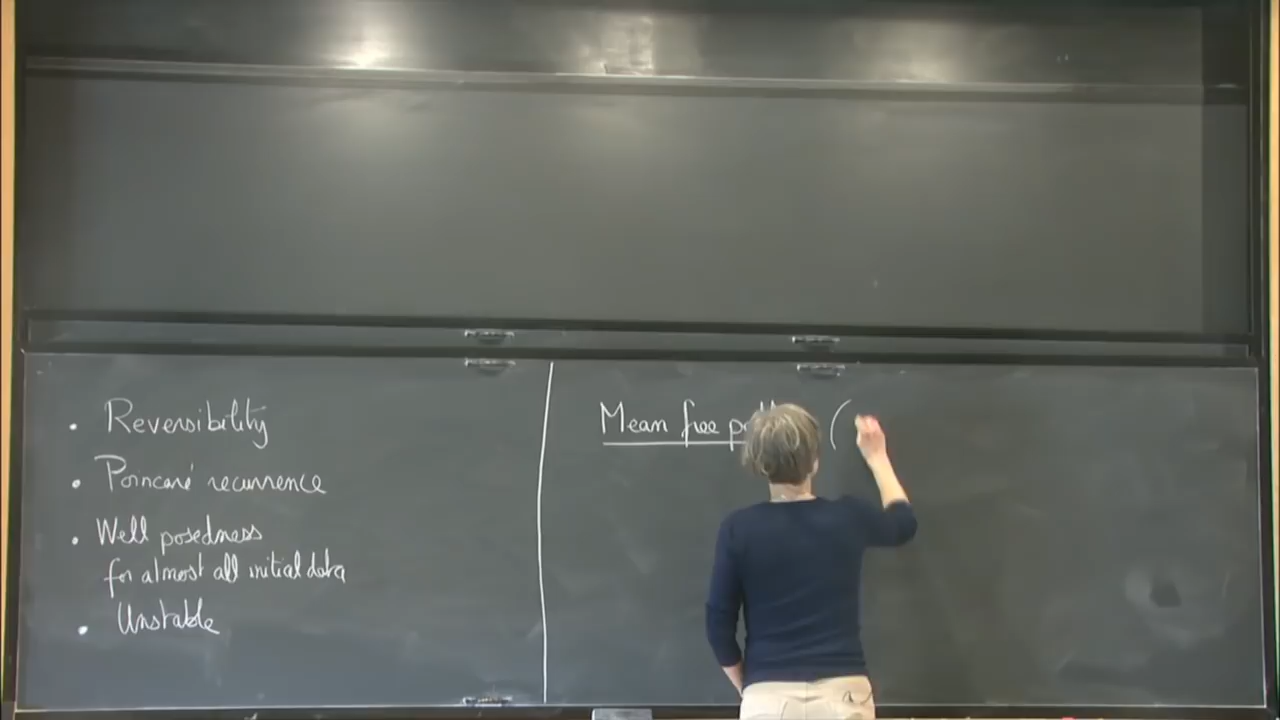 . Reversibility
. Poincaré recurrence
. Well posedness
for almost all initial data
. Unstable
Mean free (